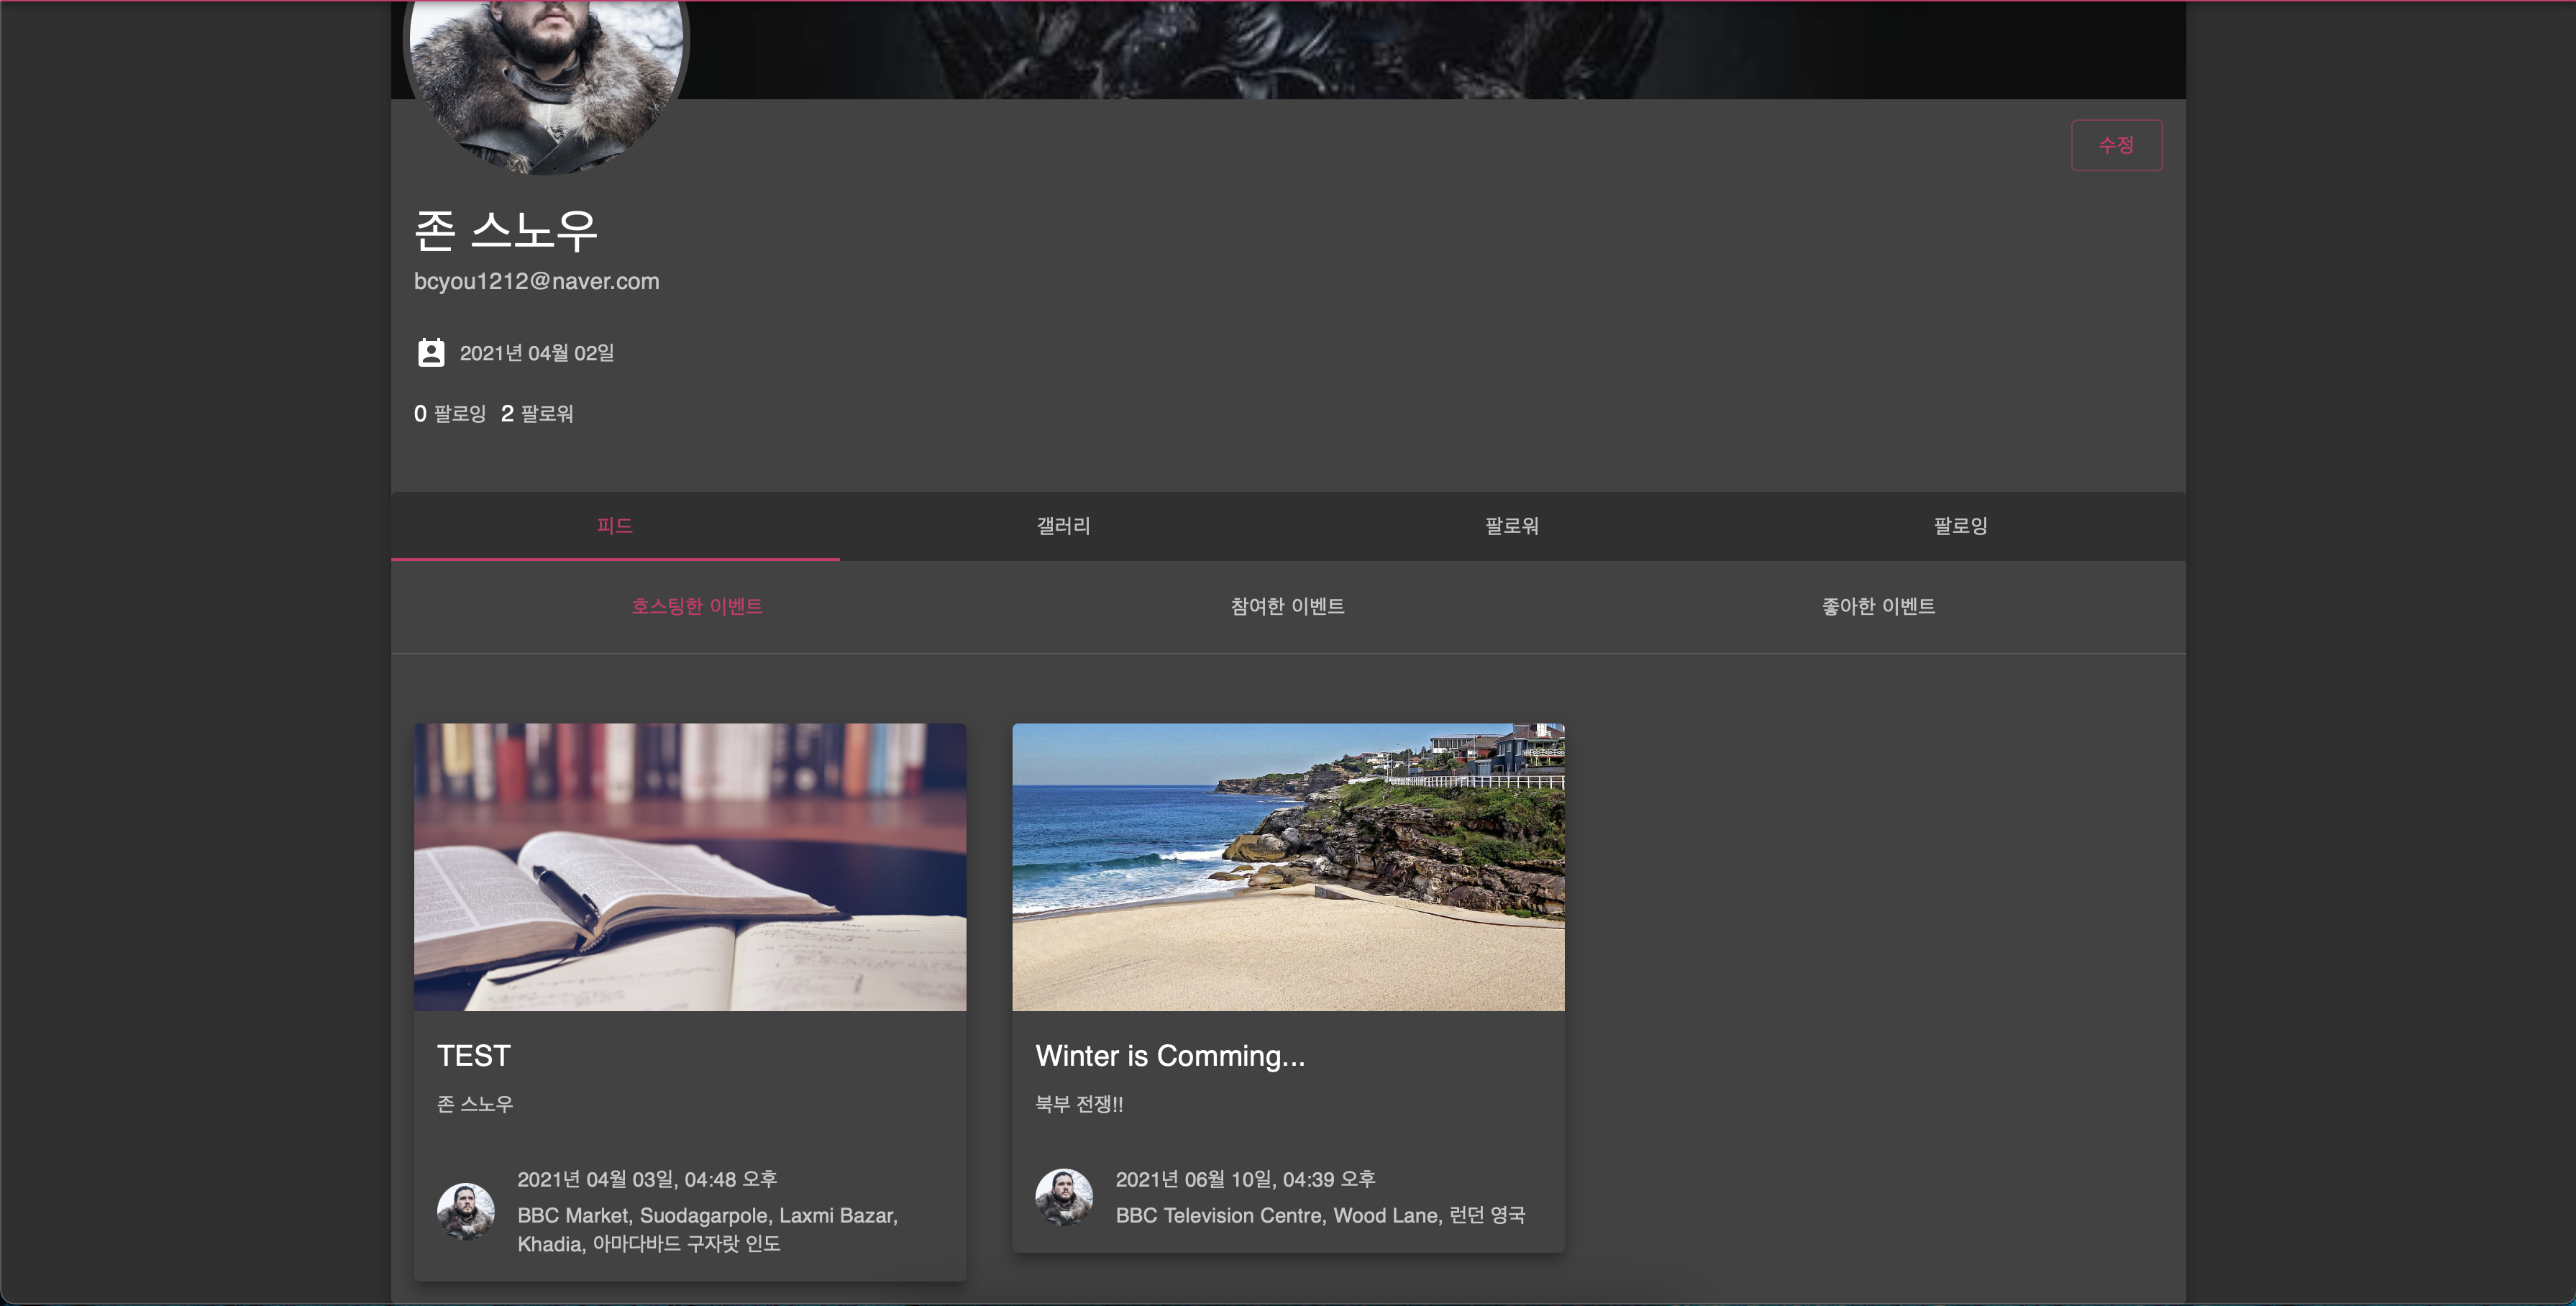 수정
존 스노우
bcyou1212@naver.com
2021년 04월 02일
0 팔로잉 2 팔로워
피드 갤러리 팔로워 팔로잉
호스팅한 이벤트 참여한 이벤트 좋아한 이벤트
TEST
존 스노우
2021년 04월 03일, 04:48 오후
BBC Market, Suodagarpole, Laxmi Bazar,
Khadia, 아마다바드 구자랏 인도
Winter is Comming...
북부 전쟁!!
2021년 06월 10일, 04:39 오후
BBC Television Centre, Wood Lane, 런던 영국